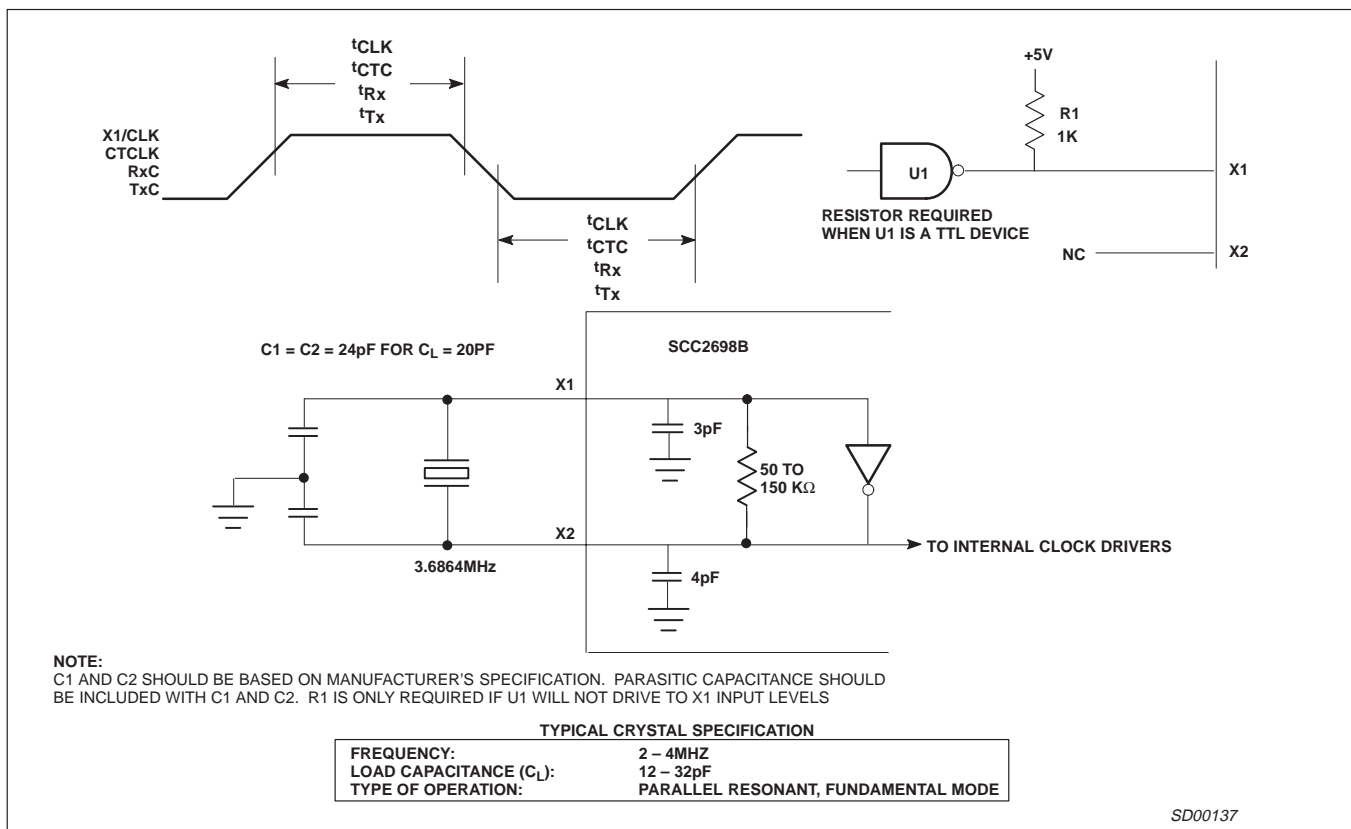 tCLK
tCTC
tRx
tTx
X1/CLK
CTCLK
RxC
TxC
tCLK
tCTC
tRx
tTx
+5V
R1
1K
U1
X1
RESISTOR REQUIRED
WHEN U1 IS A TTL DEVICE
NC
X2
C1 = C2 = 24pF FOR CL = 20PF
SCC2698B
X1
3pF
50 TO
150 KΩ
X2
TO INTERNAL CLOCK DRIVERS
3.6864MHz
4pF
NOTE:
C1 AND C2 SHOULD BE BASED ON MANUFACTURER'S SPECIFICATION. PARASITIC CAPACITANCE SHOULD
BE INCLUDED WITH C1 AND C2. R1 IS ONLY REQUIRED IF U1 WILL NOT DRIVE TO X1 INPUT LEVELS
TYPICAL CRYSTAL SPECIFICATION
FREQUENCY: 2 – 4MHZ
LOAD CAPACITANCE (CL): 12 – 32pF
TYPE OF OPERATION: PARALLEL RESONANT, FUNDAMENTAL MODE
SD00137